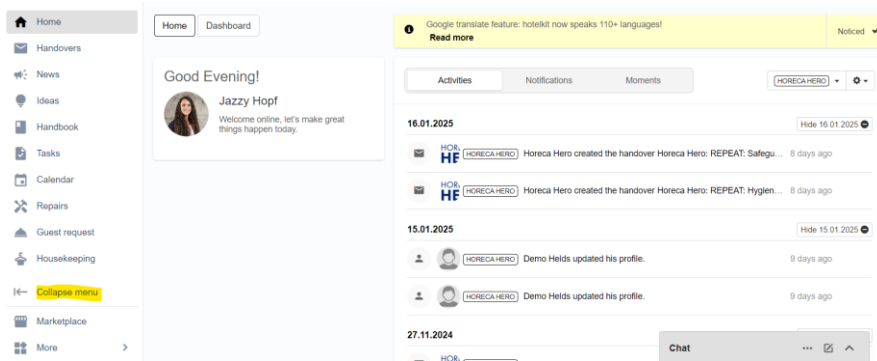 Home
Handovers
News
Ideas
Handbook
Tasks
Calendar
Repairs
Guest request
Housekeeping
Collapse menu
Marketplace
More
Home
Dashboard
Good Evening!
Jazzy Hopf
Welcome online, let's make great
things happen today.
Google translate feature: hotelkit now speaks 110+ languages!
Read more
Noticed
Activities
Notifications
Moments
HORECA HERO
16.01.2025
Hide 16.01.2025
HORECA HERO Horeca Hero created the handover Horeca Hero: REPEAT: Safegu... 8 days ago
HORECA HERO Horeca Hero created the handover Horeca Hero: REPEAT: Hygien... 8 days ago
15.01.2025
Hide 15.01.2025
HORECA HERO Demo Helds updated his profile. 9 days ago
HORECA HERO Demo Helds updated his profile. 9 days ago
27.11.2024
Chat